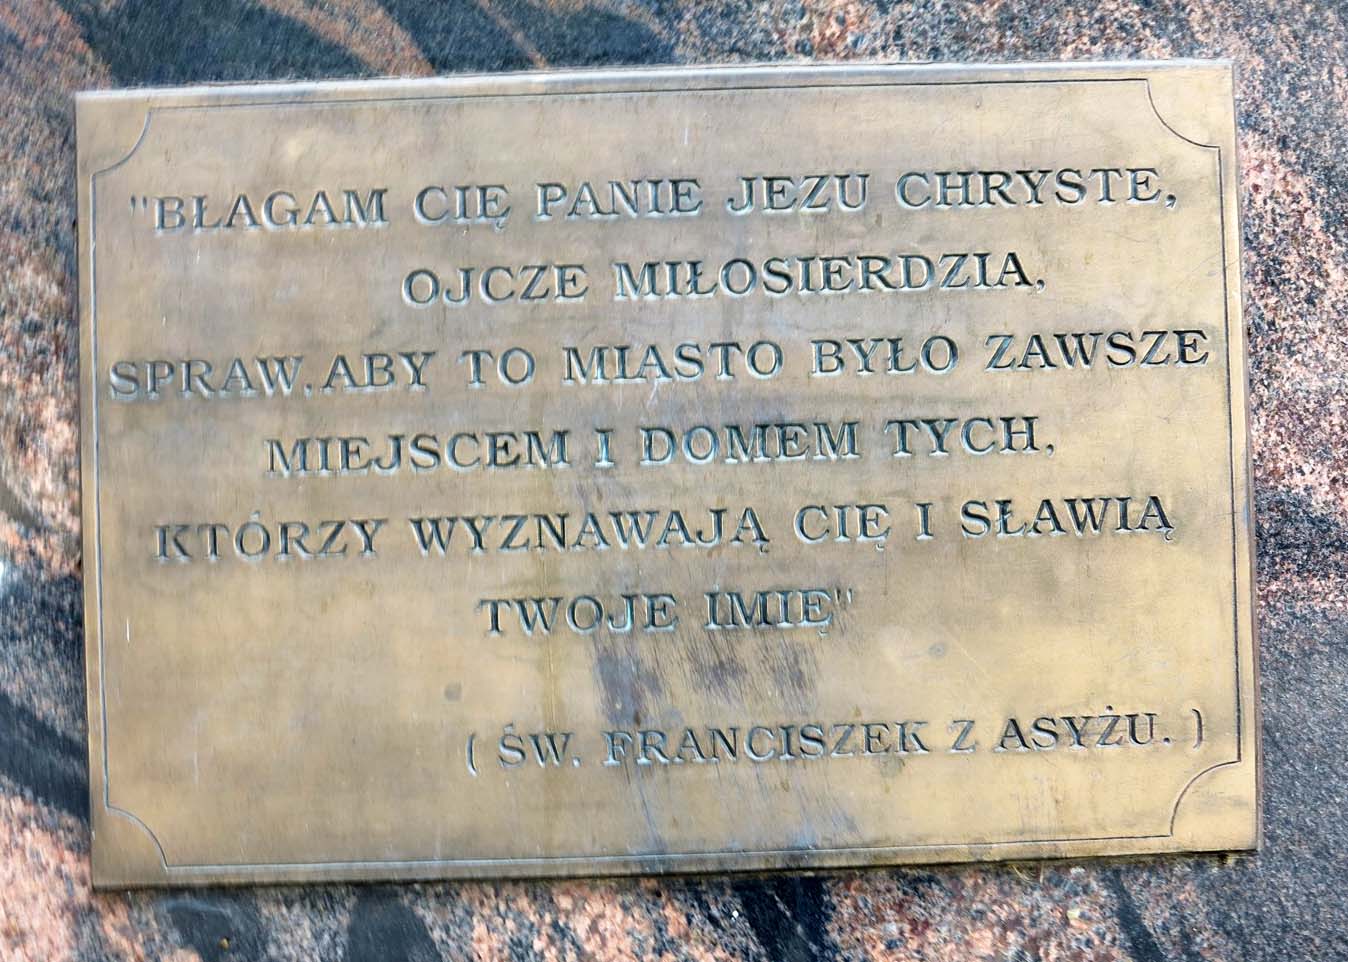 "BŁAGAM CIĘ PANIE JEZU CHRYSTE,
OJCZE MIŁOSIERDZIA,
SPRAW, ABY TO MIASTO BYŁO ZAWSZE
MIEJSCEM I DOMEM TYCH,
KTÓRZY WYZNAWAJĄ CIĘ I SŁAWIĄ
TWOJE IMIĘ"
( ŚW. FRANCISZEK Z ASYŻU. )